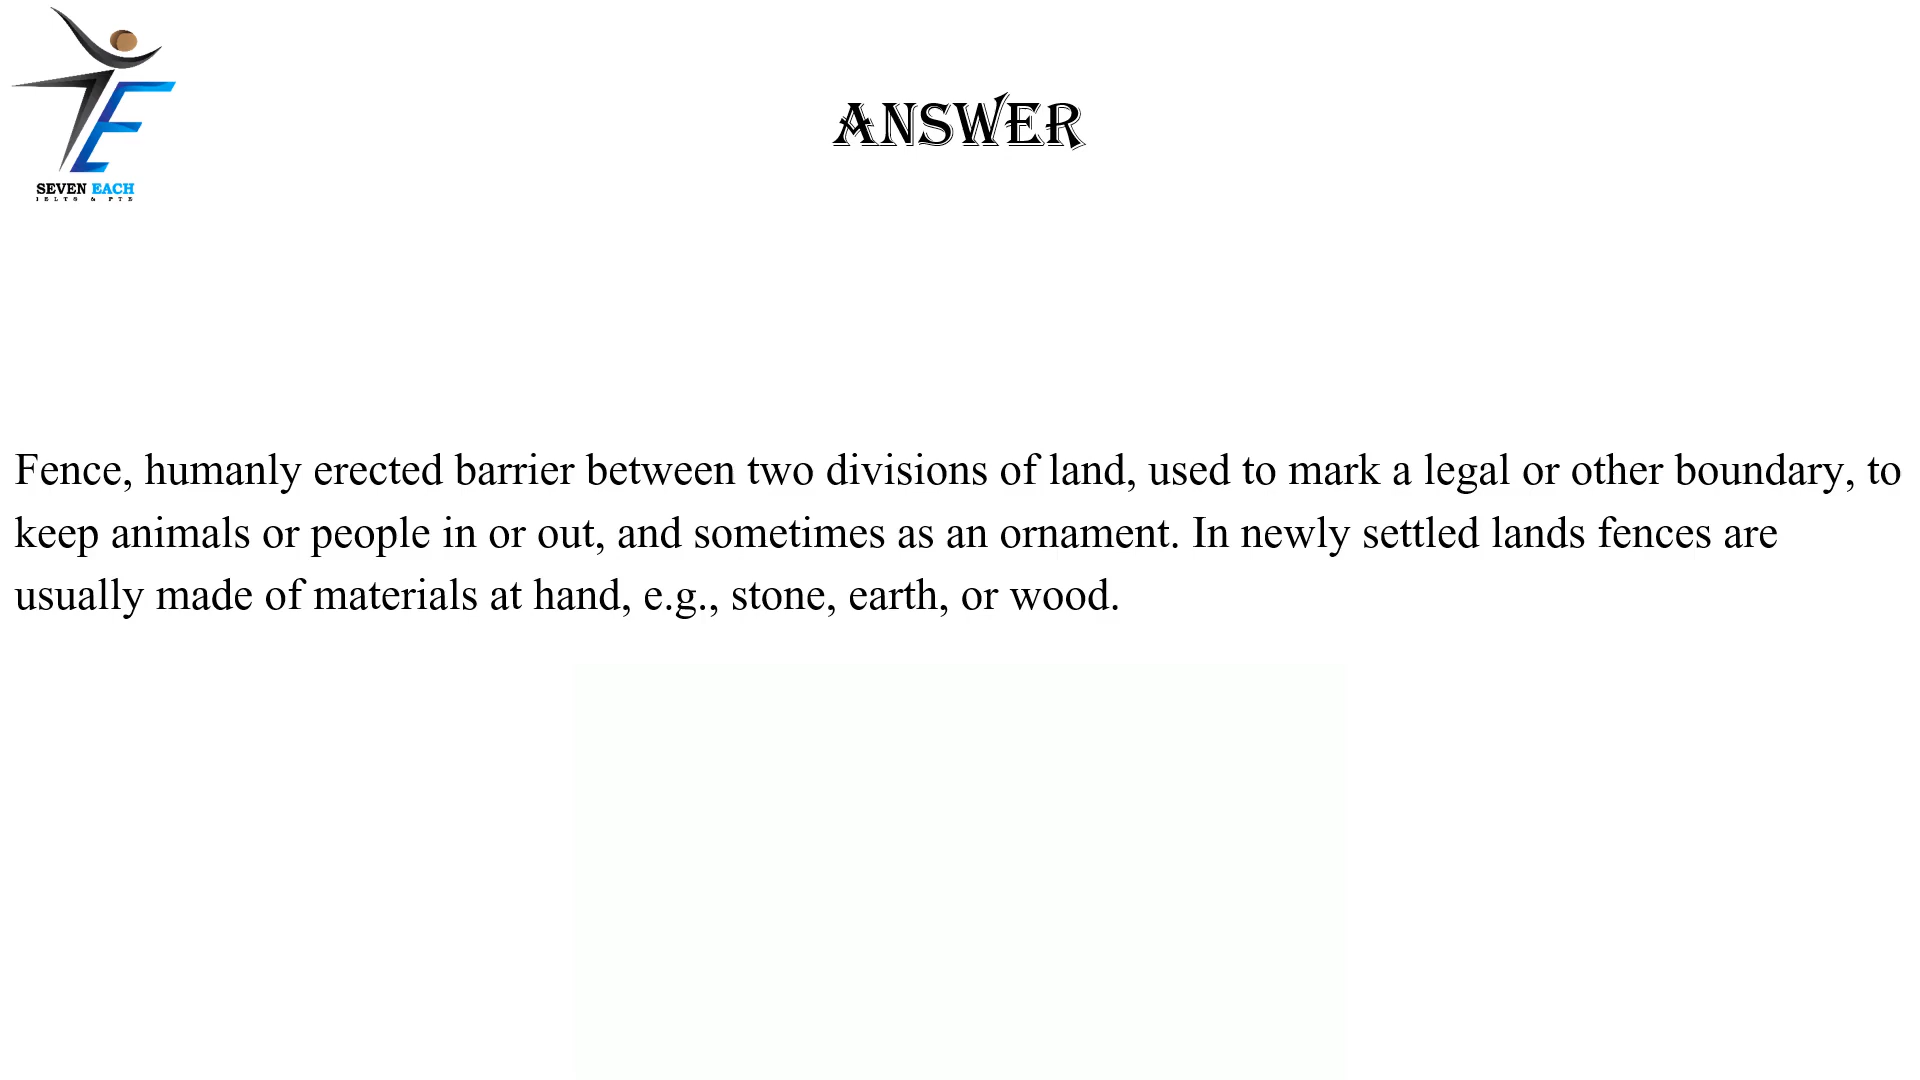 SEVEN EACH
IELTS & PTE
ANSWER
Fence, humanly erected barrier between two divisions of land, used to mark a legal or other boundary, to
keep animals or people in or out, and sometimes as an ornament. In newly settled lands fences are
usually made of materials at hand, e.g., stone, earth, or wood.